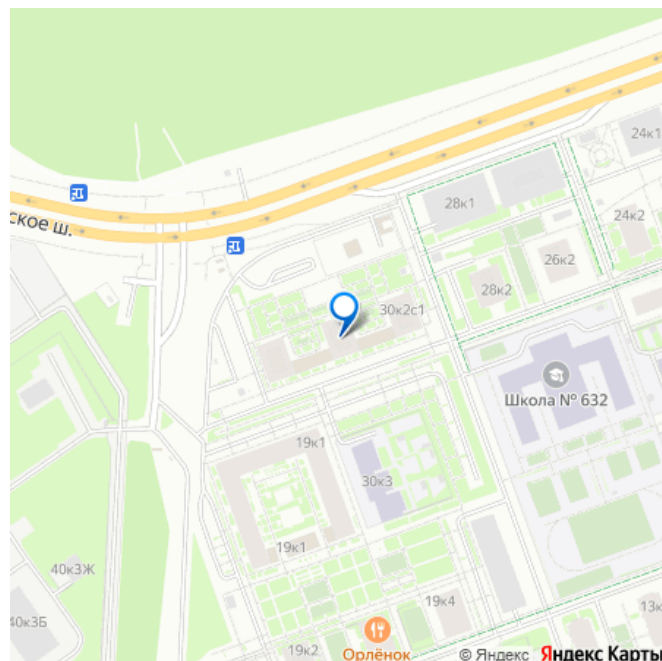 24к1
28к1
ское ш.
24к2
26к2
28к2
30к2с1
Школа № 632
19к1
30к3
19к1
40к3Ж
19к4
40к3Б
13к
19к2
Орлёнок
© Яндекс Яндекс Карты